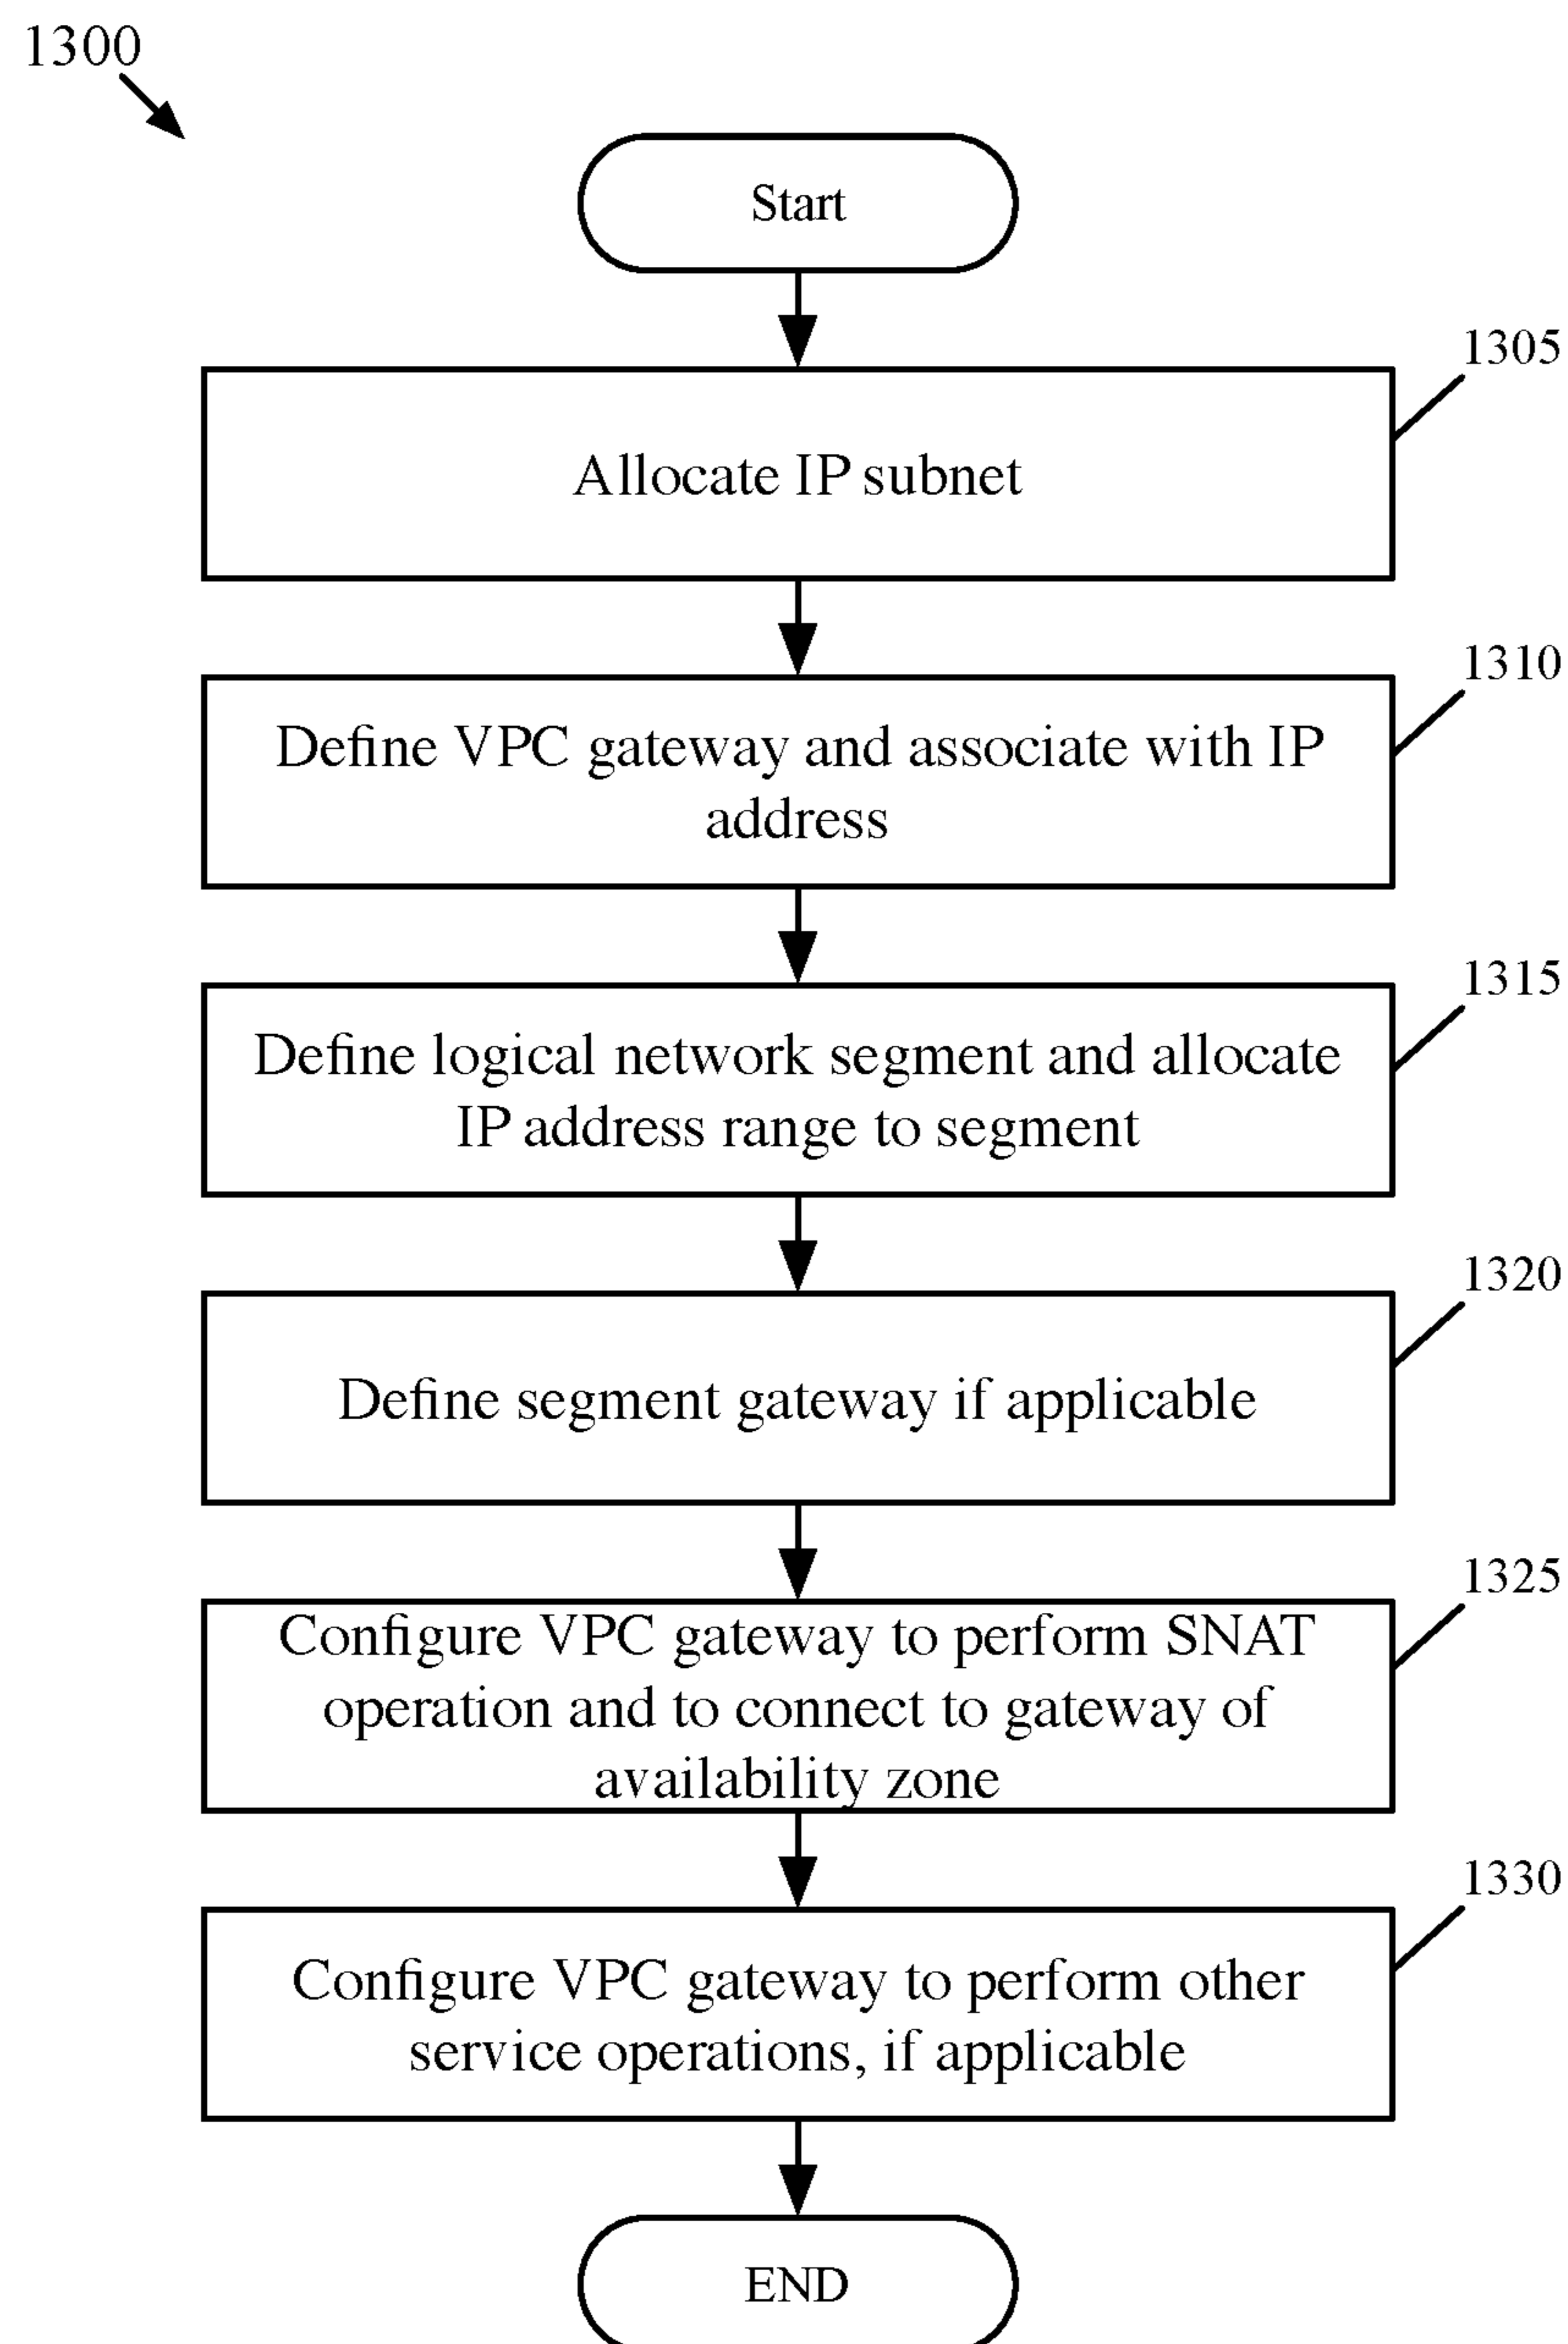 1300
Start
1305
Allocate IP subnet
1310
Define VPC gateway and associate with IP
address
1315
Define logical network segment and allocate
IP address range to segment
1320
Define segment gateway if applicable
1325
Configure VPC gateway to perform SNAT
operation and to connect to gateway of
availability zone
1330
Configure VPC gateway to perform other
service operations, if applicable
END